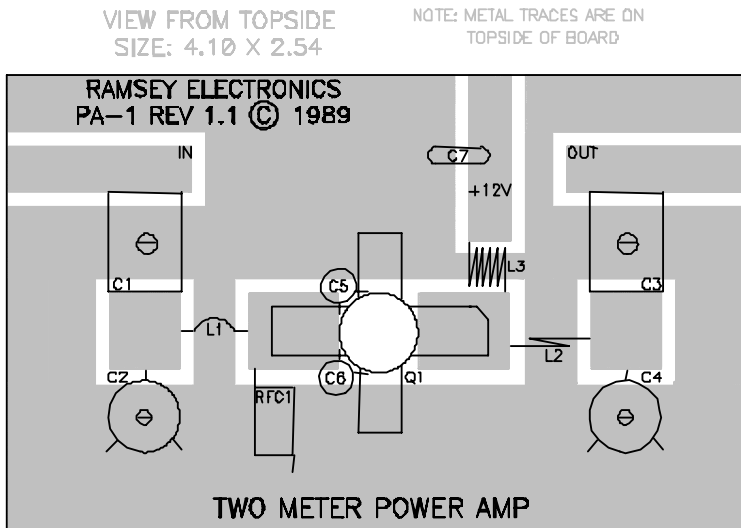 VIEW FROM TOPSIDE
SIZE: 4.10 X 2.54
NOTE: METAL TRACES ARE ON
TOPSIDE OF BOARD
RAMSEY ELECTRONICS
PA-1 REV 1.1 © 1989
IN
C7
OUT
+12V
L3
C1
C5
C3
L1
L2
C2
C6
Q1
C4
RFC1
TWO METER POWER AMP